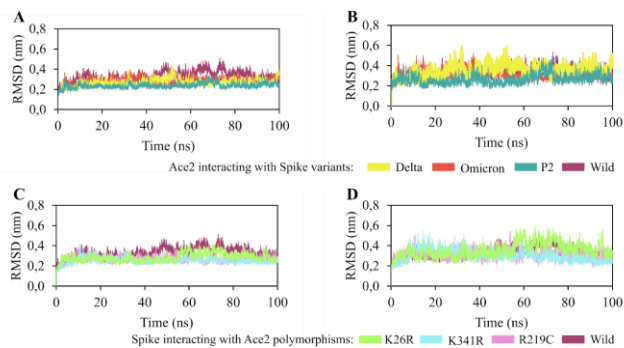 A
B
RMSD (nm)
0,8
0,6
0,4
0,2
0,0
0 20 40 60 80 100
Time (ns)
RMSD (nm)
0,8
0,6
0,4
0,2
0
0 20 40 60 80 100
Time (ns)
Ace2 interacting with Spike variants: Delta Omicron P2 Wild
C
D
RMSD (nm)
0,8
0,6
0,4
0,2
0,0
0 20 40 60 80 100
Time (ns)
RMSD (nm)
0,8
0,6
0,4
0,2
0,0
0 20 40 60 80 100
Time (ns)
Spike interacting with Ace2 polymorphisms: K26R K341R R219C Wild